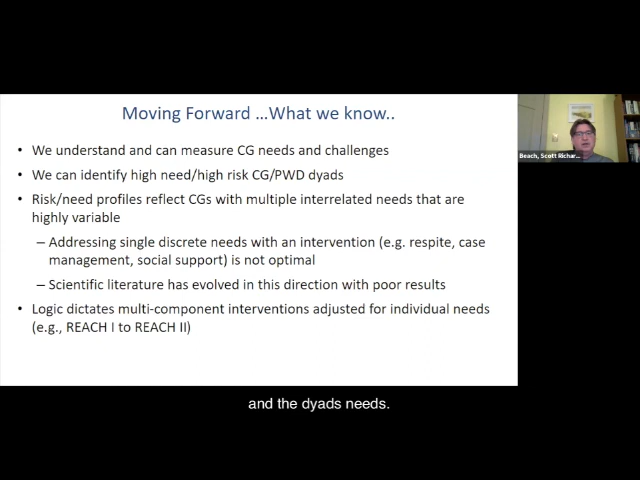 Moving Forward ...What we know..
• We understand and can measure CG needs and challenges
• We can identify high need/high risk CG/PWD dyads
• Risk/need profiles reflect CGs with multiple interrelated needs that are
highly variable
– Addressing single discrete needs with an intervention (e.g. respite, case
management, social support) is not optimal
– Scientific literature has evolved in this direction with poor results
• Logic dictates multi-component interventions adjusted for individual needs
(e.g., REACH I to REACH II)
Beach, Scott Richar...
and the dyads needs.